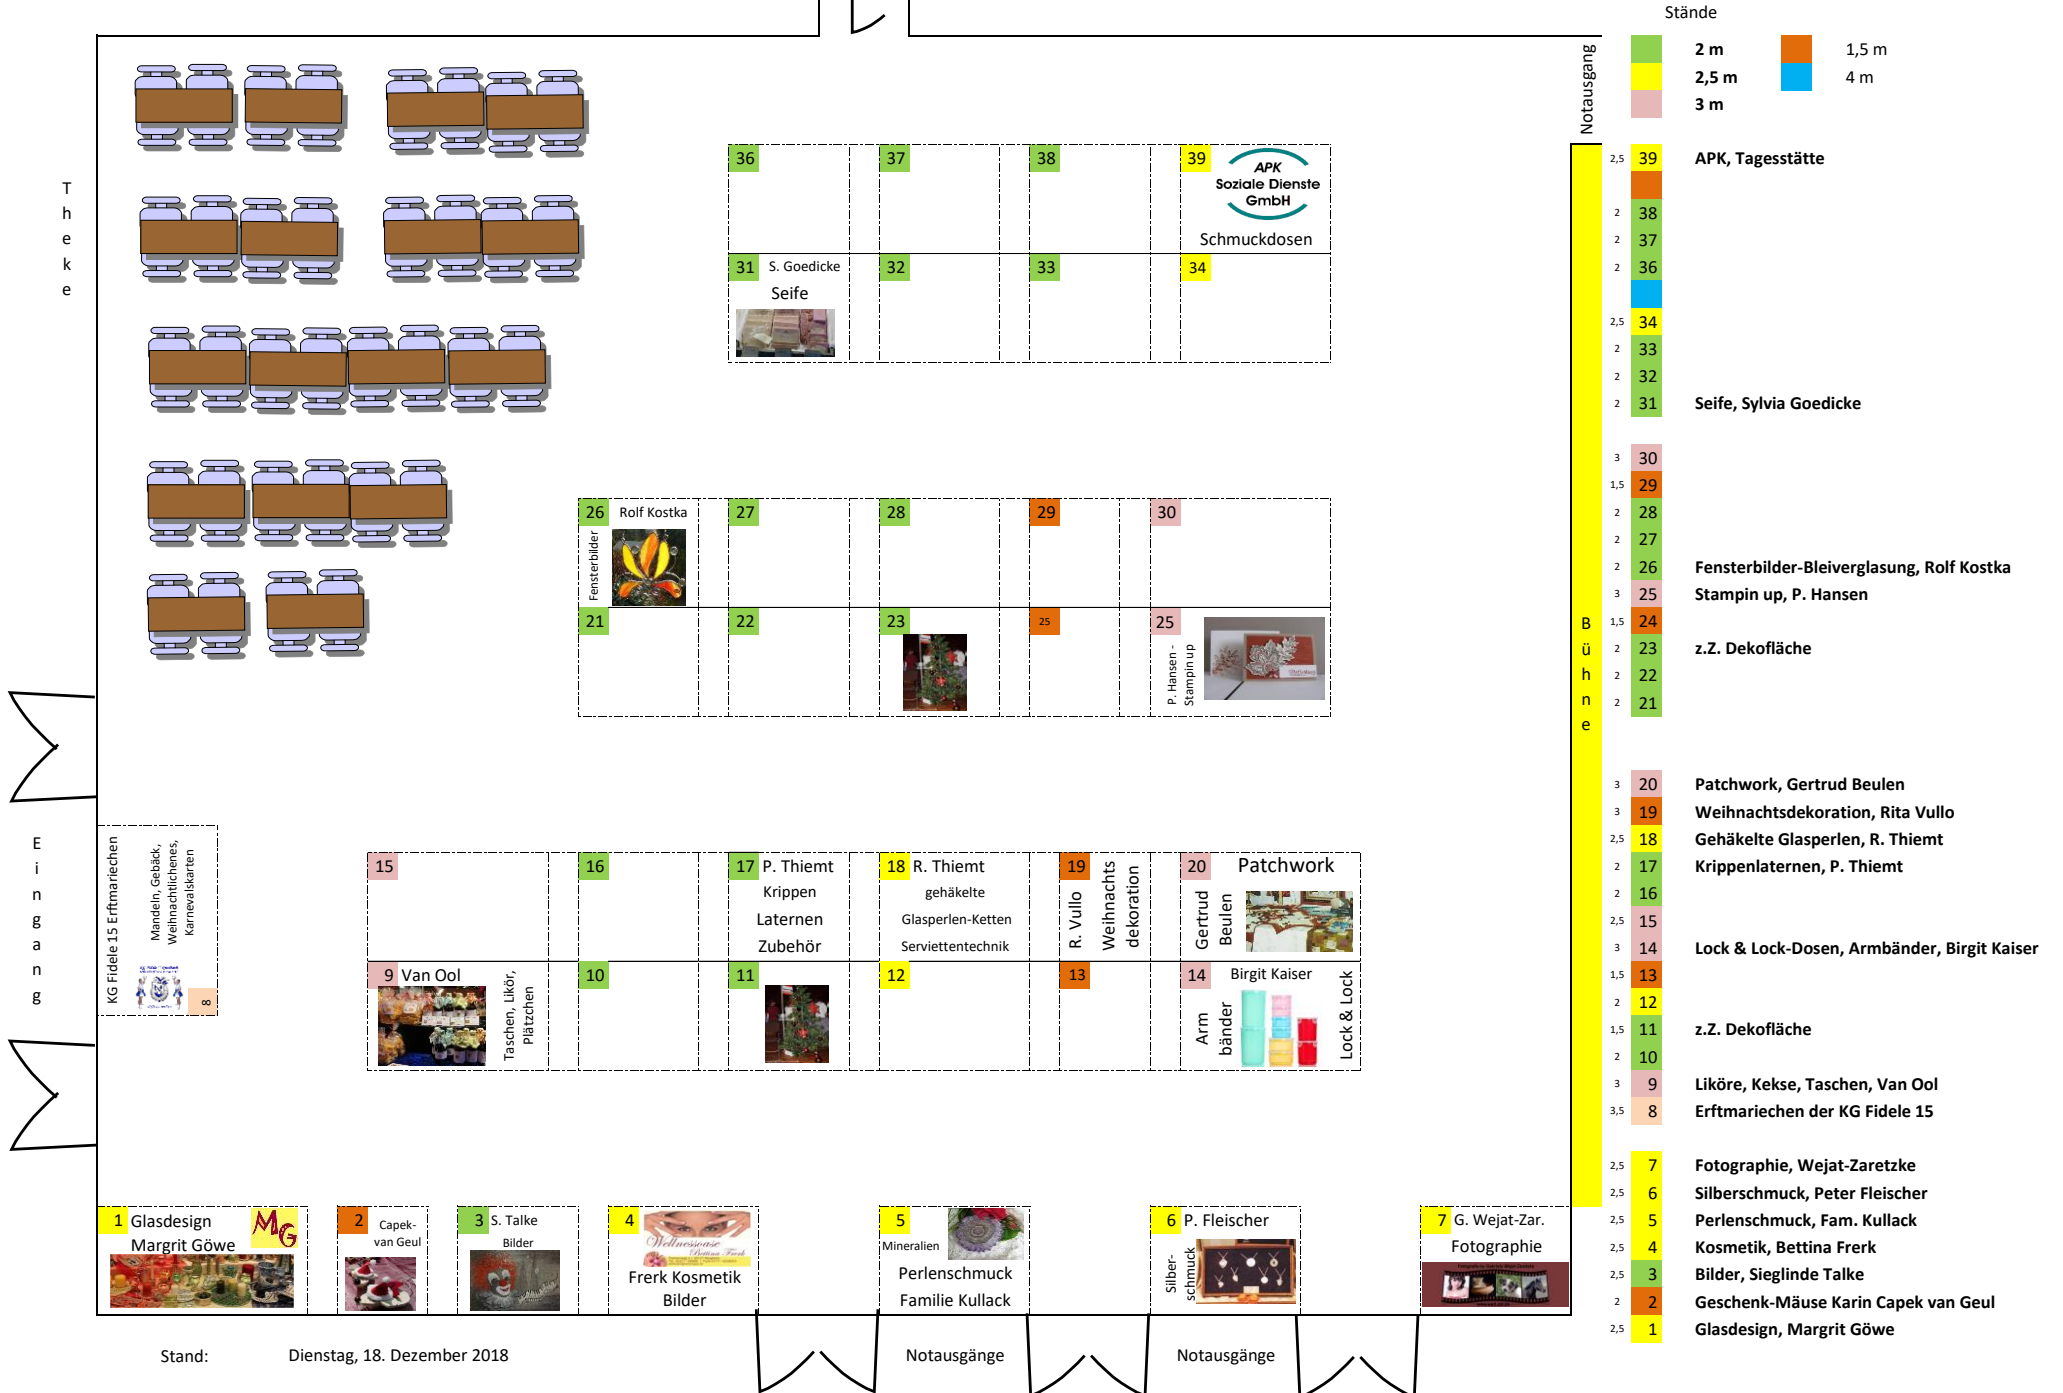 Stände
2 m
1,5 m
2,5 m
4 m
3 m
Notausgang
Theke
36
37
38
39
APK
Soziale Dienste
GmbH
Schmuckdosen
31 S. Goedicke
Seife
32
33
34
26 Rolf Kostka
Fensterbilder
27
28
29
30
21
22
23
25
25
P. Hansen -
Stampin up
Bühne
Eingang
KG Fidele 15 Erftmariechen
Mandeln, Gebäck,
Weihnachtlichenes,
Karnevalskarten
8
15
16
17 P. Thiemt
Krippen
Laternen
Zubehör
18 R. Thiemt
gehäkelte
Glasperlen-Ketten
Serviettentechnik
19
R. Vullo
Weihnachts
dekoration
20 Patchwork
Gertrud
Beulen
9 Van Ool
Taschen, Likör,
Plätzchen
10
11
12
13
14 Birgit Kaiser
Arm
bänder
Lock & Lock
1 Glasdesign
Margrit Göwe
MG
2 Capek-
van Geul
3 S. Talke
Bilder
4
Wellnessoase
Bettina Frerk
Frerk Kosmetik
Bilder
5
Mineralien
Perlenschmuck
Familie Kullack
6 P. Fleischer
Silber-
schmuck
7 G. Wejat-Zar.
Fotographie
Stand: Dienstag, 18. Dezember 2018
Notausgänge
Notausgänge
2,5 39 APK, Tagesstätte
2 38
2 37
2 36
2,5 34
2 33
2 32
2 31 Seife, Sylvia Goedicke
3 30
1,5 29
2 28
2 27
2 26 Fensterbilder-Bleiverglasung, Rolf Kostka
3 25 Stampin up, P. Hansen
1,5 24
2 23 z.Z. Dekofläche
2 22
2 21
3 20 Patchwork, Gertrud Beulen
3 19 Weihnachtsdekoration, Rita Vullo
2,5 18 Gehäkelte Glasperlen, R. Thiemt
2 17 Krippenlaternen, P. Thiemt
2 16
2,5 15
3 14 Lock & Lock-Dosen, Armbänder, Birgit Kaiser
1,5 13
2 12
1,5 11 z.Z. Dekofläche
2 10
3 9 Liköre, Kekse, Taschen, Van Ool
3,5 8 Erftmariechen der KG Fidele 15
2,5 7 Fotographie, Wejat-Zaretzke
2,5 6 Silberschmuck, Peter Fleischer
2,5 5 Perlenschmuck, Fam. Kullack
2,5 4 Kosmetik, Bettina Frerk
2,5 3 Bilder, Sieglinde Talke
2 2 Geschenk-Mäuse Karin Capek van Geul
2,5 1 Glasdesign, Margrit Göwe